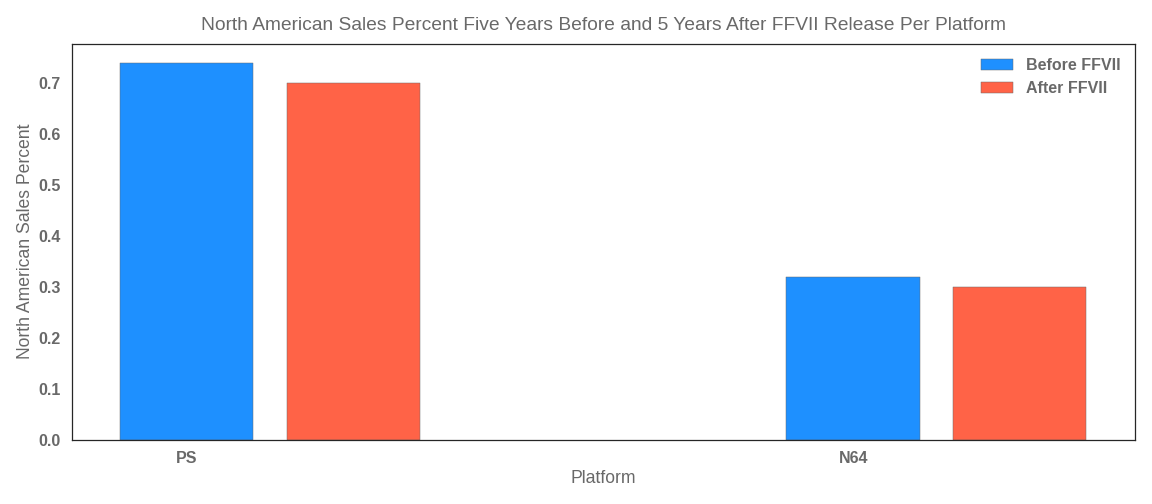 North American Sales Percent Five Years Before and 5 Years After FFVII Release Per Platform
Before FFVII
After FFVII
North American Sales Percent
0.7
0.6
0.5
0.4
0.3
0.2
0.1
0.0
PS
N64
Platform